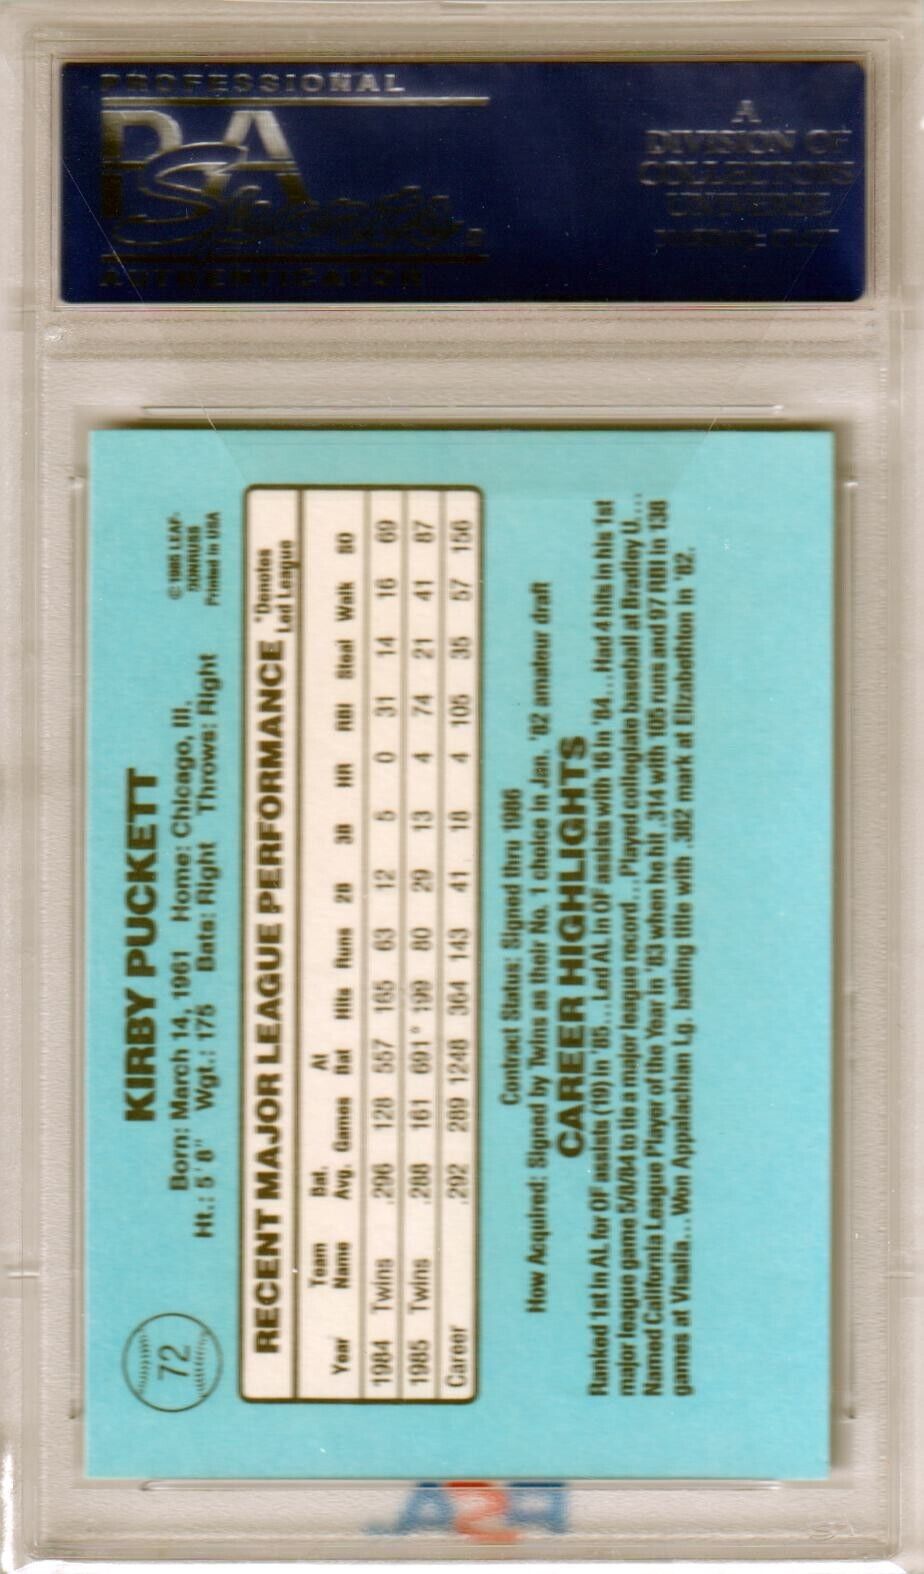 PROFESSIONAL
PSA
SPORTS
AUTHENTICATOR
A
DIVISION OF
COLLECTORS
UNIVERSE
NASDAQ: CLCT
72
KIRBY PUCKETT
Born: March 14, 1961 Home: Chicago, Ill.
Ht.: 5'8" Wgt.: 175 Bats: Right Throws: Right
© 1985 LEAF-
DONRUSS
Printed in USA
RECENT MAJOR LEAGUE PERFORMANCE
*Denotes
Led League
Year Team Name Bat. Avg. Games At Bat Hits Runs 2B 3B HR RBI Steal Walk SO
1984 Twins .296 128 557 165 63 12 5 0 31 14 16 69
1985 Twins .288 161 691* 199 80 29 13 4 74 21 41 87
Career .292 289 1248 364 143 41 18 4 105 35 57 156
Contract Status: Signed thru 1986
How Acquired: Signed by Twins as their No. 1 choice in Jan. '82 amateur draft
CAREER HIGHLIGHTS
Ranked 1st in AL for OF assists (19) in '85...Led AL in OF assists with 16 in '84...Had 4 hits in his 1st
major league game 5/8/84 to tie a major league record...Played collegiate baseball at Bradley U....
Named California League Player of the Year in '83 when he hit .314 with 105 runs and 97 RBI in 138
games at Visalia...Won Appalachian Lg. batting title with .382 mark at Elizabethton in '82.
PSA